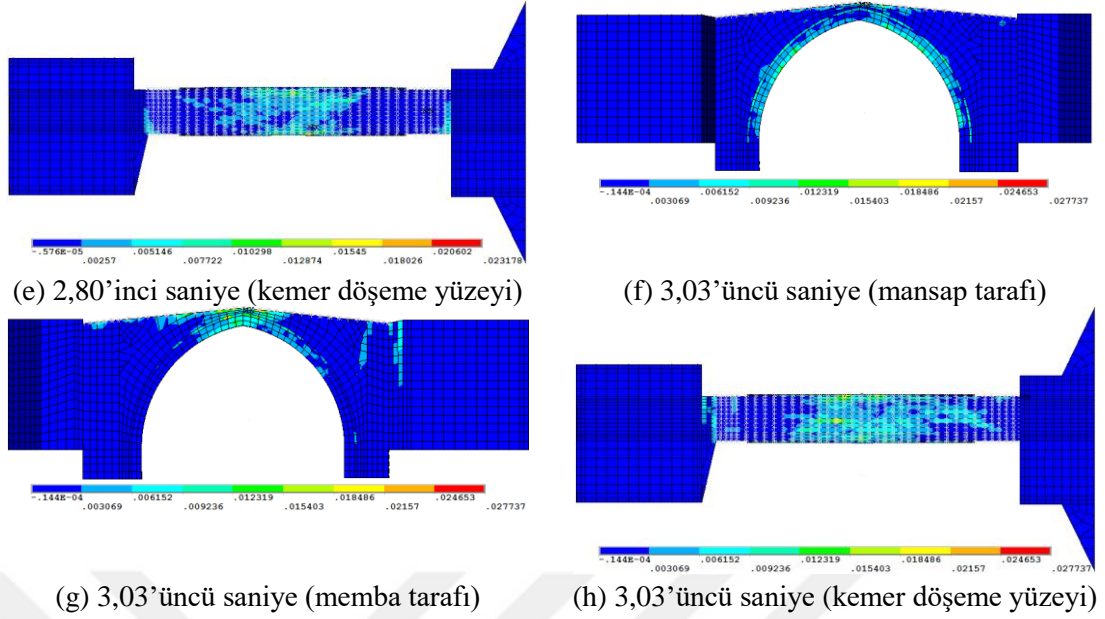 -.576E-05 .005146 .010298 .01545 .020602
.00257 .007722 .012874 .018026 .023178
(e) 2,80’inci saniye (kemer döşeme yüzeyi)
-.144E-04 .006152 .012319 .018486 .024653
.003069 .009236 .015403 .02157 .027737
(f) 3,03’üncü saniye (mansap tarafı)
-.144E-04 .006152 .012319 .018486 .024653
.003069 .009236 .015403 .02157 .027737
(g) 3,03’üncü saniye (memba tarafı)
-.144E-04 .006152 .012319 .018486 .024653
.003069 .009236 .015403 .02157 .027737
(h) 3,03’üncü saniye (kemer döşeme yüzeyi)